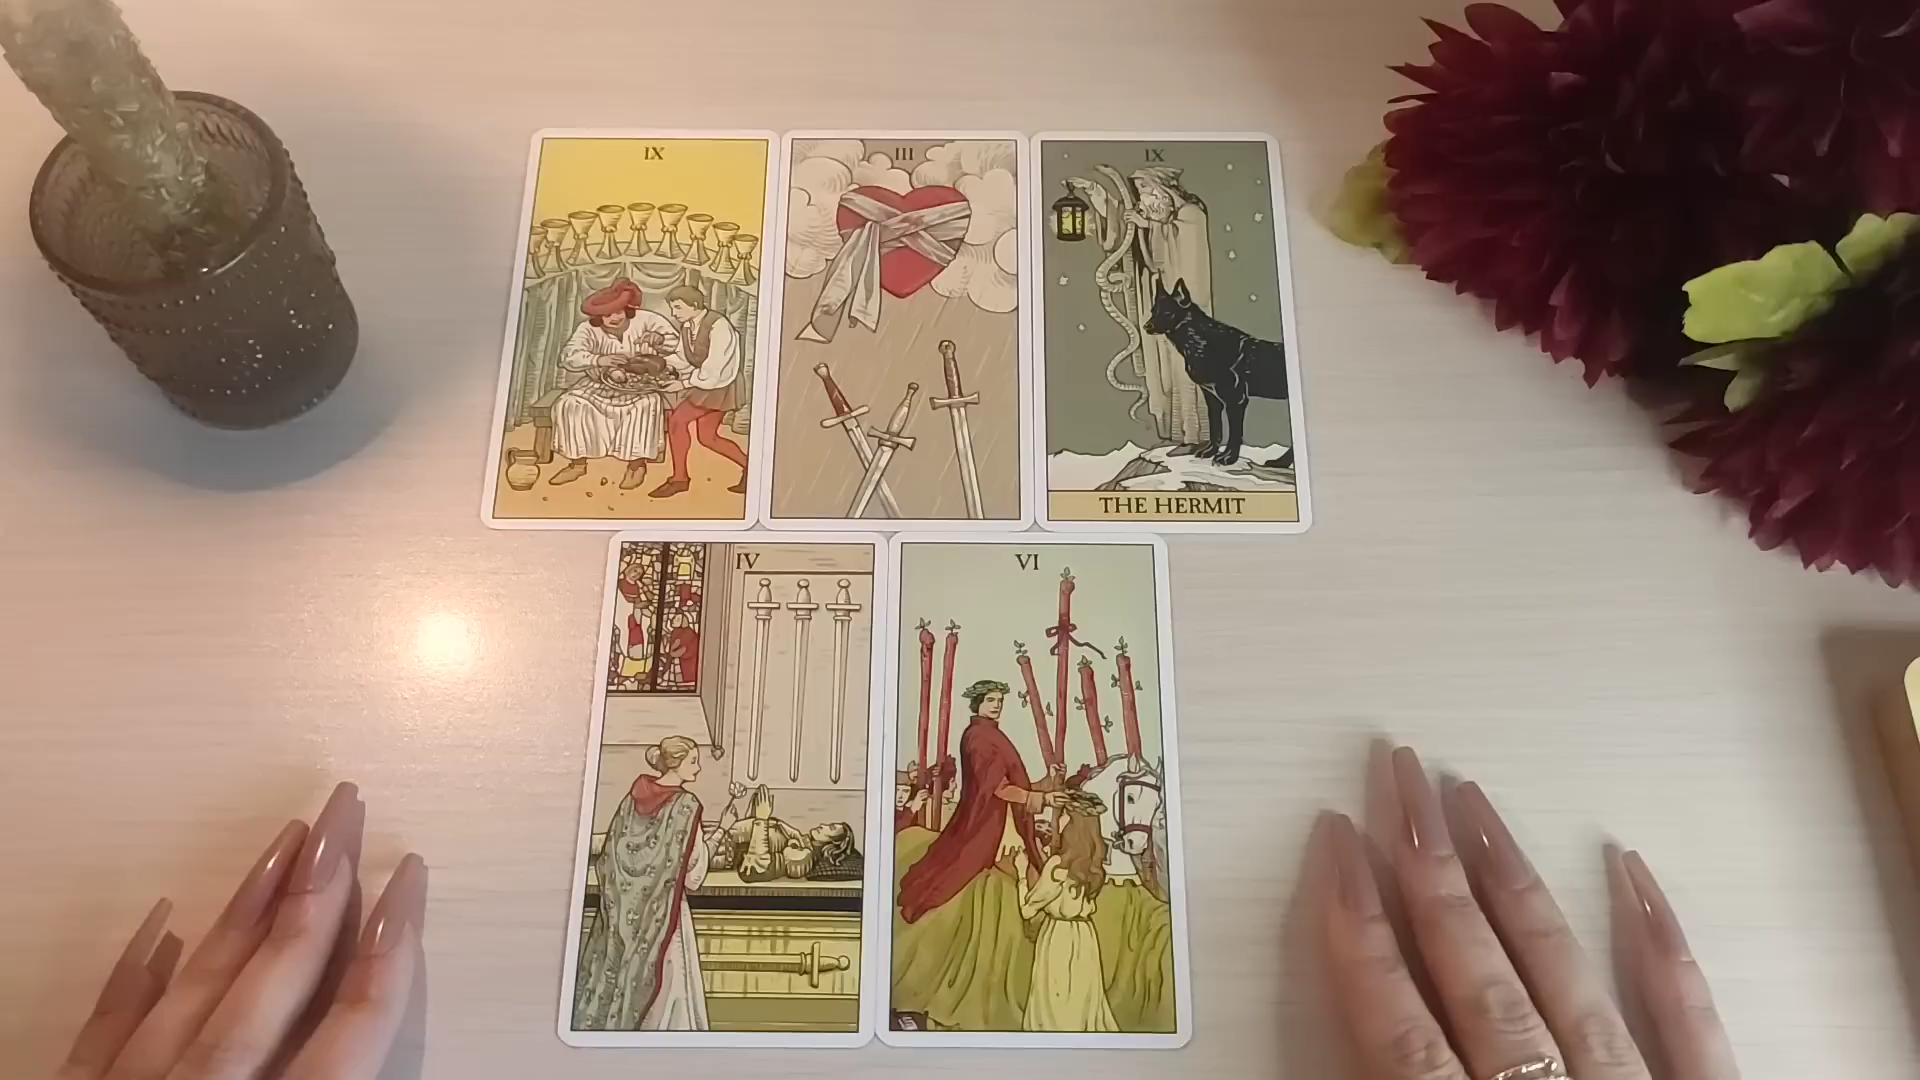 IX
III
IX
THE HERMIT
IV
VI